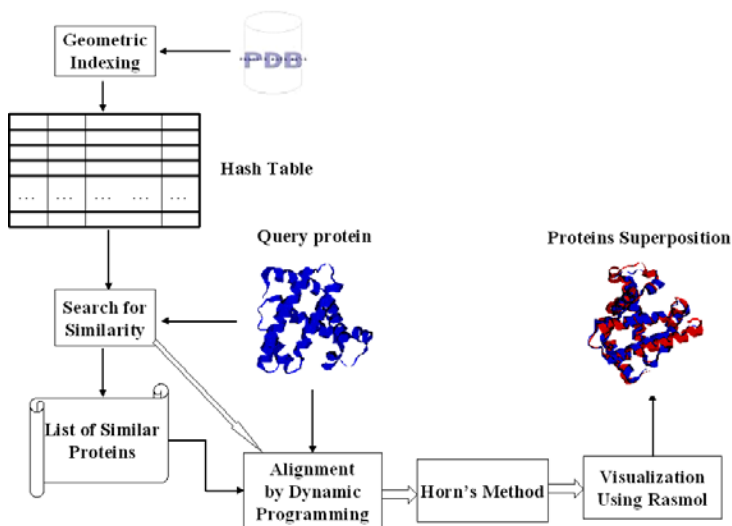 Geometric
Indexing
PDB
Hash Table
... ... ... ... ...
Query protein
Proteins Superposition
Search for
Similarity
List of Similar
Proteins
Alignment
by Dynamic
Programming
Horn's Method
Visualization
Using Rasmol